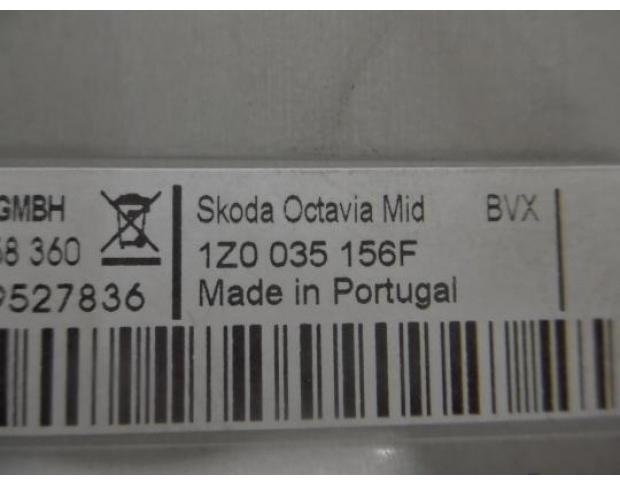 GMBH
8 360
9527836
Skoda Octavia Mid BVX
1Z0 035 156F
Made in Portugal